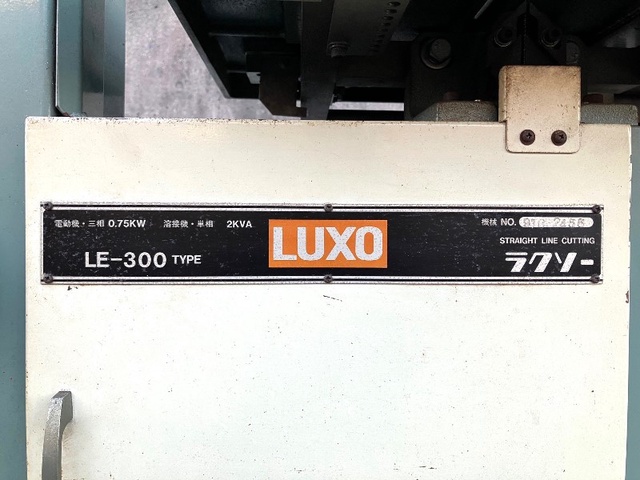 電動機・三相 0.75KW 溶接機・単相 2KVA
LE-300 TYPE
LUXO
機械 NO.
STRAIGHT LINE CUTTING
ラクソー